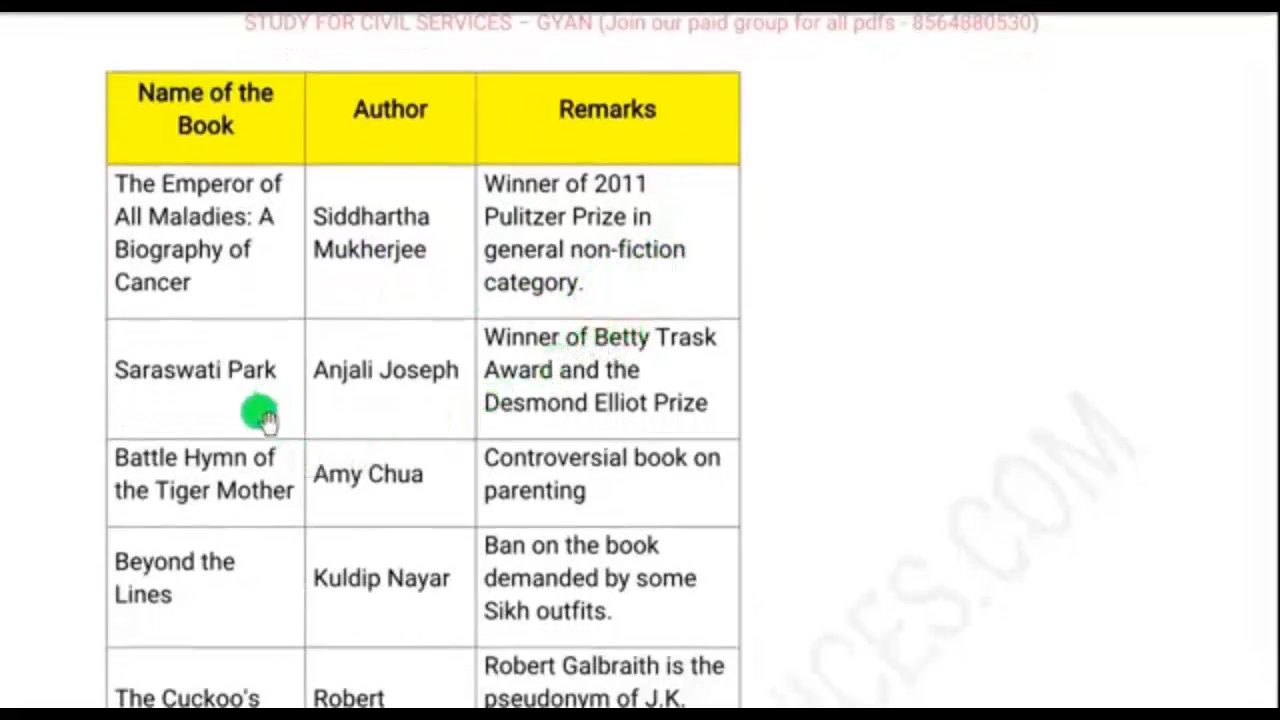 STUDY FOR CIVIL SERVICES – GYAN (Join our paid group for all pdfs - 8564880530)
Name of the
Book
Author
Remarks
The Emperor of
All Maladies: A
Biography of
Cancer
Siddhartha
Mukherjee
Winner of 2011
Pulitzer Prize in
general non-fiction
category.
Saraswati Park
Anjali Joseph
Winner of Betty Trask
Award and the
Desmond Elliot Prize
Battle Hymn of
the Tiger Mother
Amy Chua
Controversial book on
parenting
Beyond the
Lines
Kuldip Nayar
Ban on the book
demanded by some
Sikh outfits.
The Cuckoo's
Robert
Robert Galbraith is the
pseudonym of J.K.